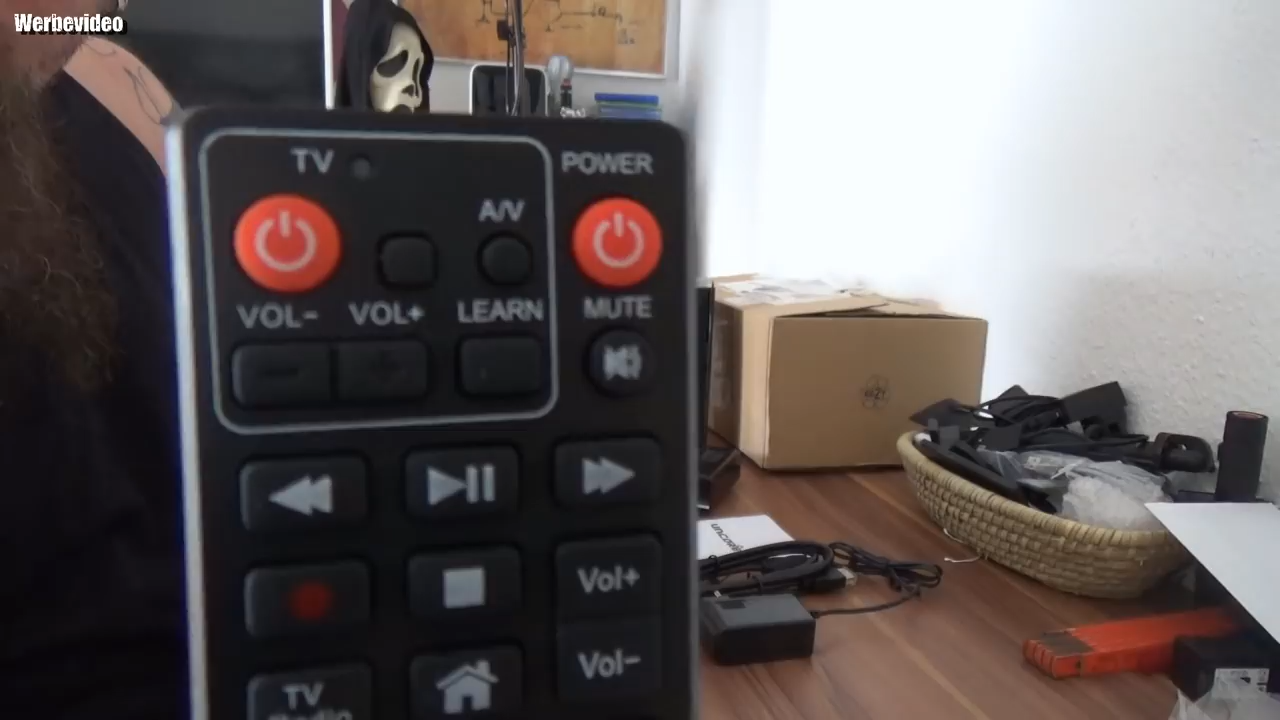 Werbevideo
TV
POWER
A/V
VOL- VOL+ LEARN
MUTE
Vol+
Vol-
TV